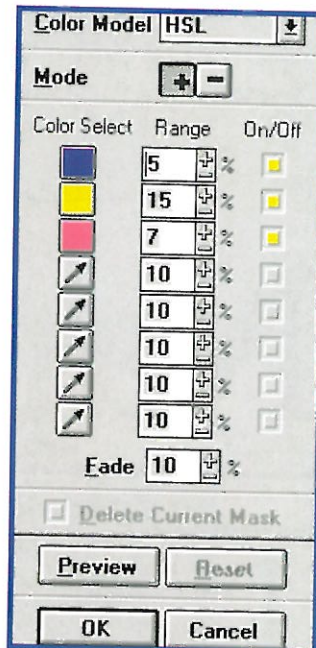 Color Model HSL
Mode + −
Color Select Range On/Off
5 %
15 %
7 %
10 %
10 %
10 %
10 %
10 %
Fade 10 %
Delete Current Mask
Preview Reset
OK Cancel